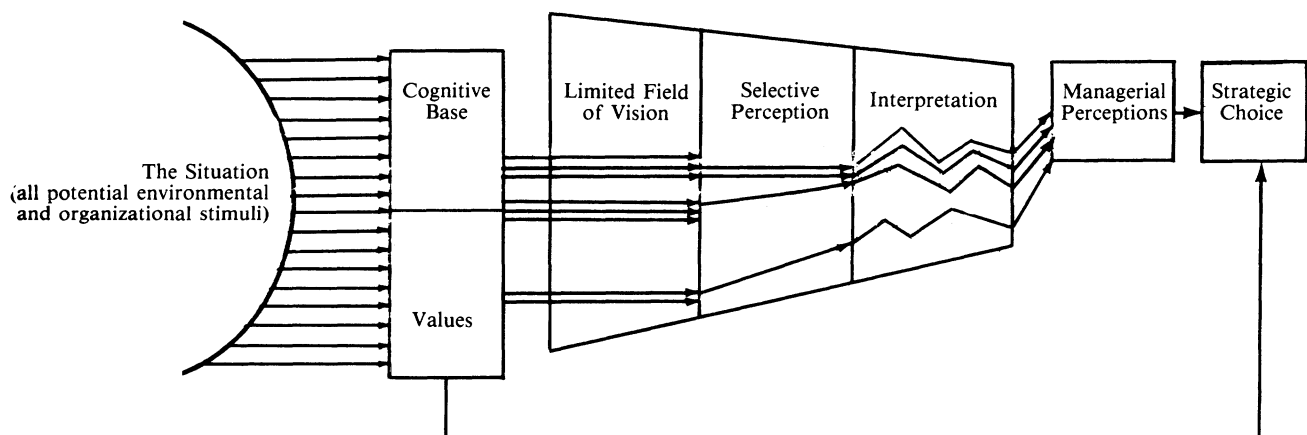 The Situation
(all potential environmental
and organizational stimuli)
Cognitive
Base
Values
Limited Field
of Vision
Selective
Perception
Interpretation
Managerial
Perceptions
Strategic
Choice